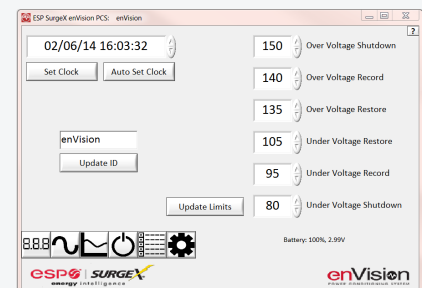 ESP SurgeX enVision PCS: enVision
?
02/06/14 16:03:32
150 Over Voltage Shutdown
Set Clock Auto Set Clock
140 Over Voltage Record
135 Over Voltage Restore
enVision
105 Under Voltage Restore
Update ID
95 Under Voltage Record
Update Limits 80 Under Voltage Shutdown
8.8.8
Battery: 100%, 2.99V
ESP | SURGEX
energy intelligence
enVision
POWER CONDITIONING SYSTEM